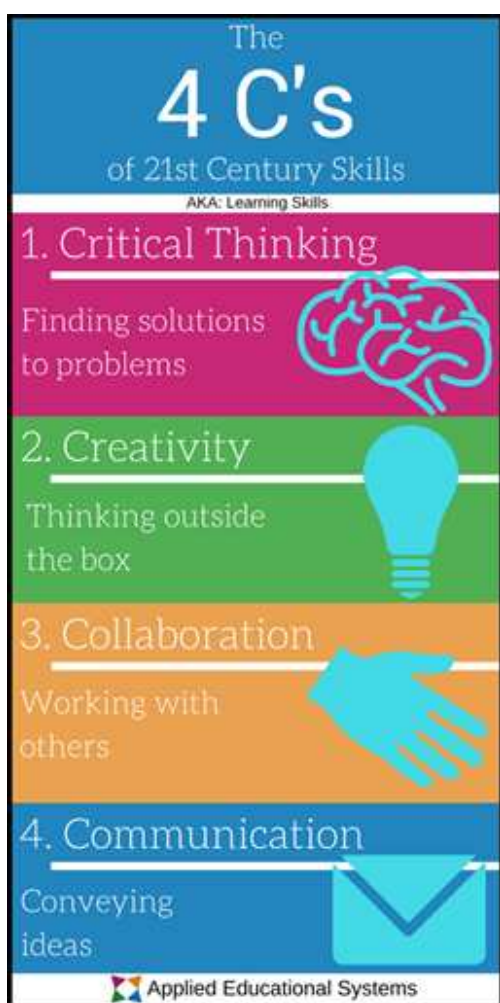 The
4 C's
of 21st Century Skills
AKA: Learning Skills
1. Critical Thinking
Finding solutions
to problems
2. Creativity
Thinking outside
the box
3. Collaboration
Working with
others
4. Communication
Conveying
ideas
Applied Educational Systems